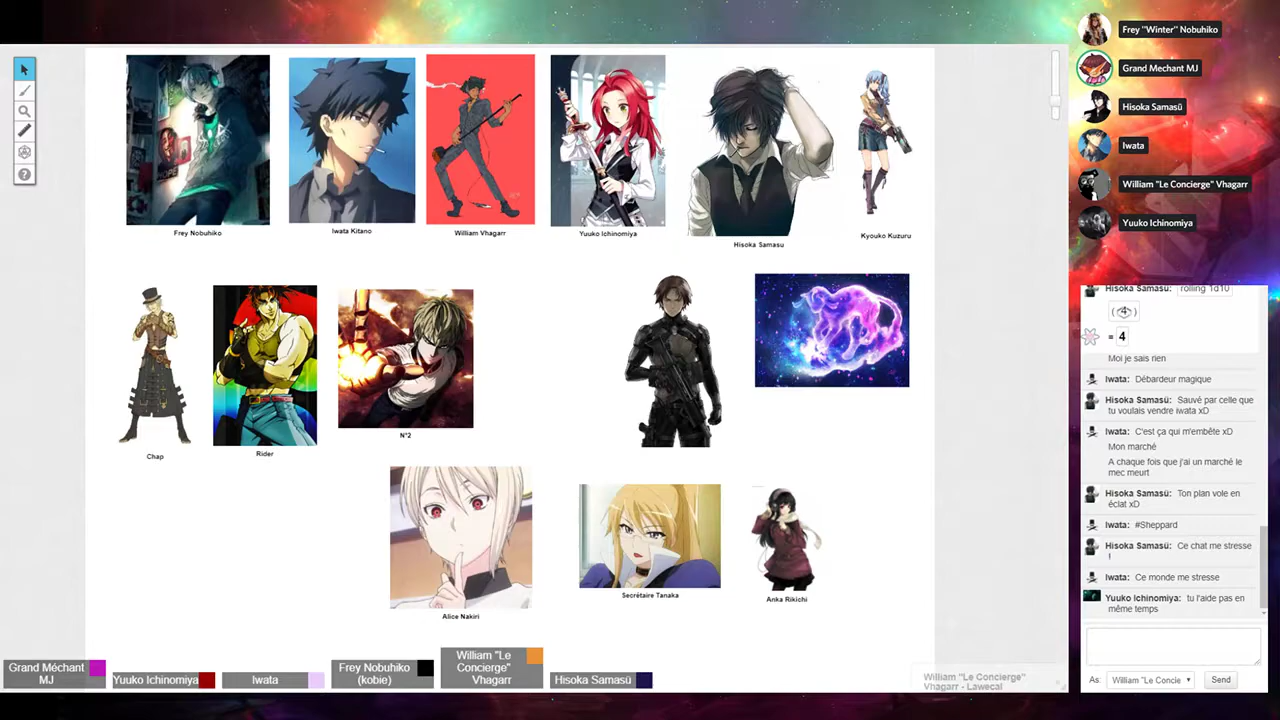 Frey "Winter" Nobuhiko
Grand Mechant MJ
Hisoka Samasü
Iwata
William "Le Concierge" Vhagarr
Yuuko Ichinomiya
HOPE
Frey Nobuhiko
Iwata Kitano
William Vhagarr
Yuuko Ichinomiya
Hisoka Samasu
Kyouko Kuzuru
Chap
Rider
N°2
Alice Nakiri
Secrétaire Tanaka
Anka Rikichi
Hisoka Samasü: rolling 1d10
(4)
= 4
Moi je sais rien
Iwata: Débardeur magique
Hisoka Samasü: Sauvé par celle que
tu voulais vendre iwata xD
Iwata: C'est ça qui m'embête xD
Mon marché
A chaque fois que j'ai un marché le
mec meurt
Hisoka Samasü: Ton plan vole en
éclat xD
Iwata: #Sheppard
Hisoka Samasü: Ce chat me stresse
!
Iwata: Ce monde me stresse
Yuuko Ichinomiya: tu l'aide pas en
même temps
As: William "Le Concie Send
Grand Méchant
MJ
Yuuko Ichinomiya
Iwata
Frey Nobuhiko
(kobie)
William "Le
Concierge"
Vhagarr
Hisoka Samasü
William "Le Concierge"
Vhagarr - Lawecal